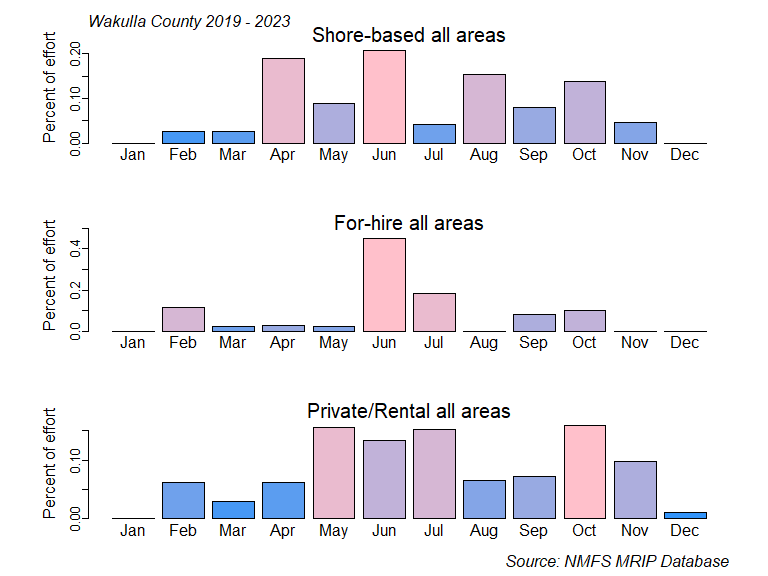 Wakulla County 2019 - 2023
Shore-based all areas
Percent of effort
0.00 0.10 0.20
Jan Feb Mar Apr May Jun Jul Aug Sep Oct Nov Dec
For-hire all areas
Percent of effort
0.0 0.2 0.4
Jan Feb Mar Apr May Jun Jul Aug Sep Oct Nov Dec
Private/Rental all areas
Percent of effort
0.00 0.10
Jan Feb Mar Apr May Jun Jul Aug Sep Oct Nov Dec
Source: NMFS MRIP Database